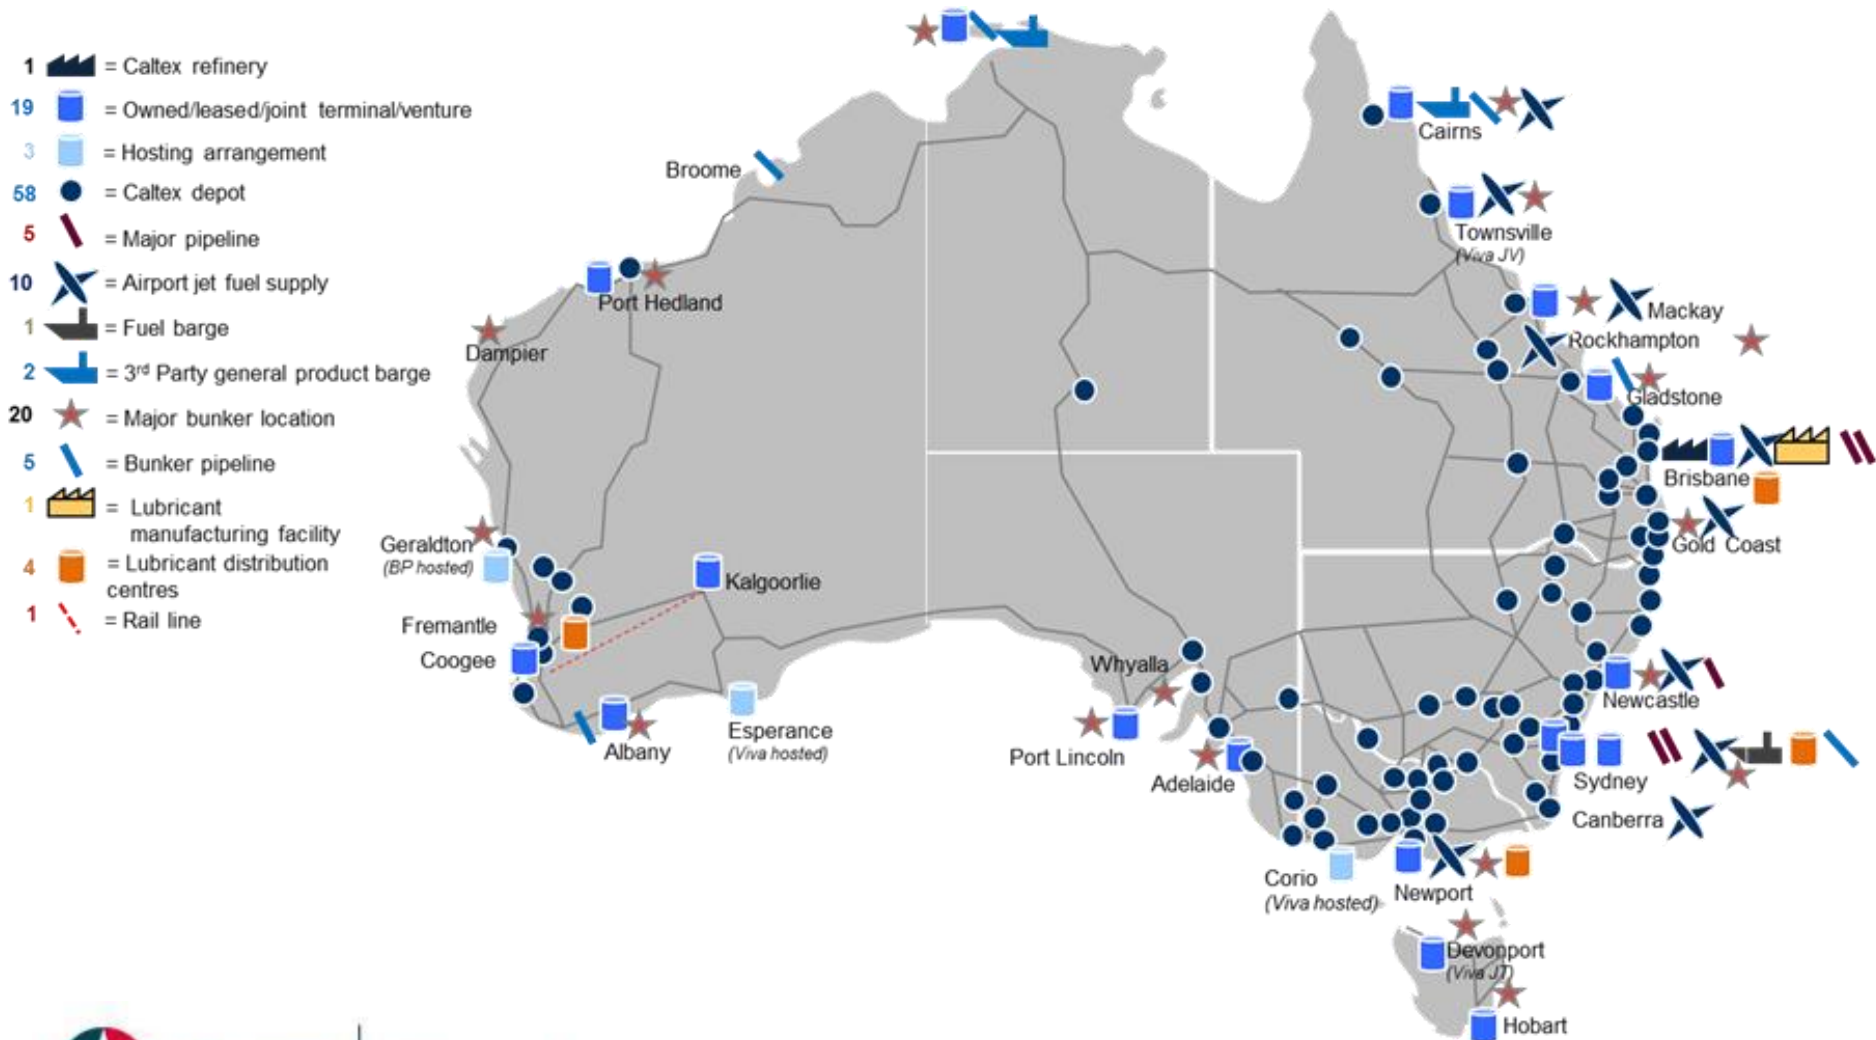 1 = Caltex refinery
19 = Owned/leased/joint terminal/venture
3 = Hosting arrangement
58 = Caltex depot
5 = Major pipeline
10 = Airport jet fuel supply
1 = Fuel barge
2 = 3rd Party general product barge
20 = Major bunker location
5 = Bunker pipeline
1 = Lubricant
manufacturing facility
4 = Lubricant distribution
centres
1 = Rail line
Cairns
Broome
Townsville
(Viva JV)
Port Hedland
Mackay
Dampier
Rockhampton
Gladstone
Brisbane
Geraldton
(BP hosted)
Gold Coast
Kalgoorlie
Fremantle
Coogee
Whyalla
Newcastle
Esperance
(Viva hosted)
Albany
Port Lincoln
Adelaide
Sydney
Canberra
Corio
(Viva hosted)
Newport
Devonport
(Viva JT)
Hobart